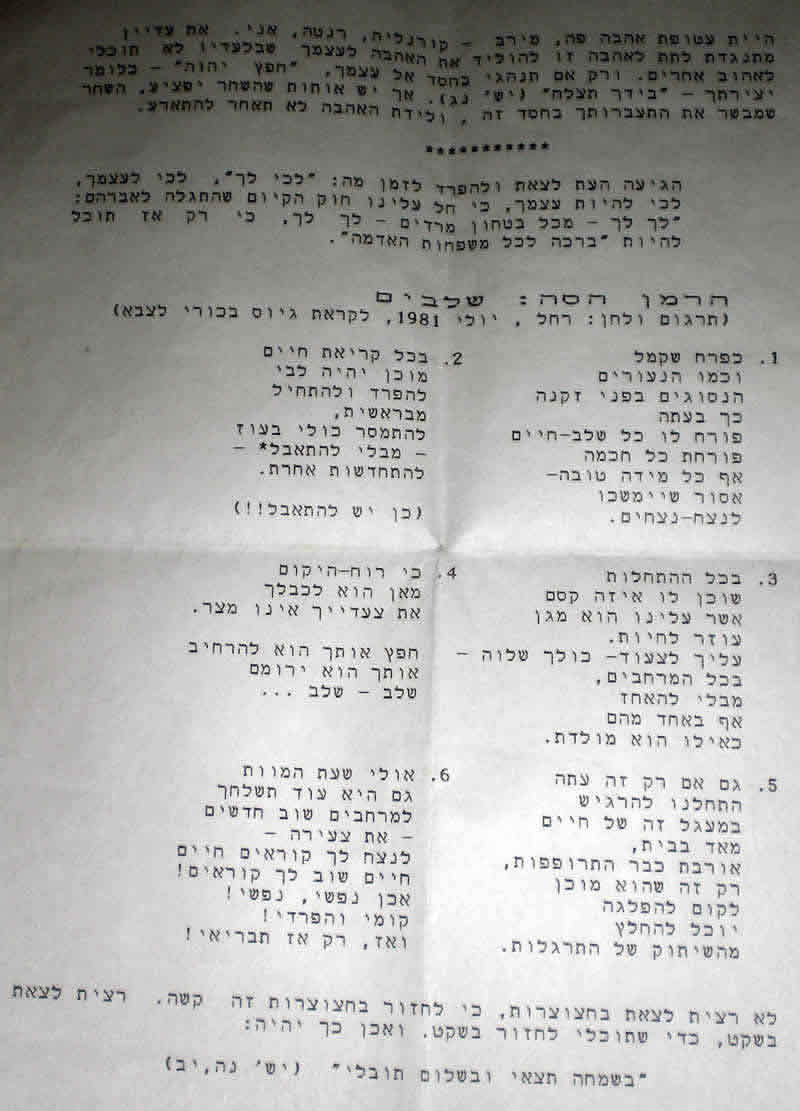 היית עטופת אהבה פה, מירב - קורנליה, רנטה, אני. את עדיין
מתנגדת לתת לאהבה זו להוליד את האהבה לעצמך שבלעדיו לא תוכלי
לאהוב אחרים. ורק אם תנהגי בחסד אל עצמך, "חפץ יהוה" - כלומר
יצירתך - "בידך תצלח" (יש' נג). אך יש אותות שהשחר יפציע, השחר
שמבשר את התצברותך בחסד זה, ולידת האהבה לא תאחר להתאדע.
***********
הגיעה העת לצאת ולהפרד לזמן מה: "לכי לך", לכי לעצמך,
לכי להיות עצמך, כי חל עלינו חוק הקיום שהתגלה לאברהם:
"לך לך - מכל בטחון מרדים - לך לך, כי רק אז תוכל
להיות "ברכה לכל משפחות האדמה".
הרמן הסה: שלבים
(תרגום ולחן: רחל, יולי 1981, לקראת גיוס בכורי לצבא)
1. כפרח שקמל
וכמו הנעורים
הנסוגים בפני זקנה
כך בעתה
פורח לו כל שלב-חיים
פורחת כל חכמה
אף כל מידה טובה-
אסור שיימשכו
לנצח-נצחים.
2. בכל קריאת חיים
מוכן יהיה לבי
להפרד ולהתחיל
מבראשית,
להתמסר כולי בעוז
- מבלי להתאבל* -
להתחדשות אחרת.
(כן יש להתאבל!!)
3. בכל ההתחלות
שוכן לו איזה קסם
אשר עלינו הוא מגן
עוזר לחיות.
עליך לצעוד- כולך שלוה -
בכל המרחבים,
מבלי להאחז
אף באחד מהם
כאילו הוא מולדת.
4. כי רוח-היקום
מאן הוא לכבלך
את צעדייך אינו מצר.
חפץ אותך הוא להרחיב
אותך הוא ירומם
שלב - שלב ...
5. גם אם רק זה עתה
התחלנו להרגיש
במעגל זה של חיים
מאד בבית,
אורבת כבר התרופפות,
רק זה שהוא מוכן
לקום להפלגה
יוכל להחלץ
מהשיתוק של התרגלות.
6. אולי שעת המוות
גם היא עוד תשלחך
למרחבים שוב חדשים
- את צעירה -
לנצח לך קוראים חיים
חיים שוב לך קוראים!
אכן נפשי, נפשי!
קומי והפרדי!
ואז, רק אז תבריאי!
לא רצית לצאת בחצוצרות, כי לחזור בחצוצרות זה קשה. רצית לצאת
בשקט, כדי שתוכלי לחזור בשקט. ואכן כך יהיה:
"בשמחה תצאי ובשלום תובלי" (יש' נה,יב)